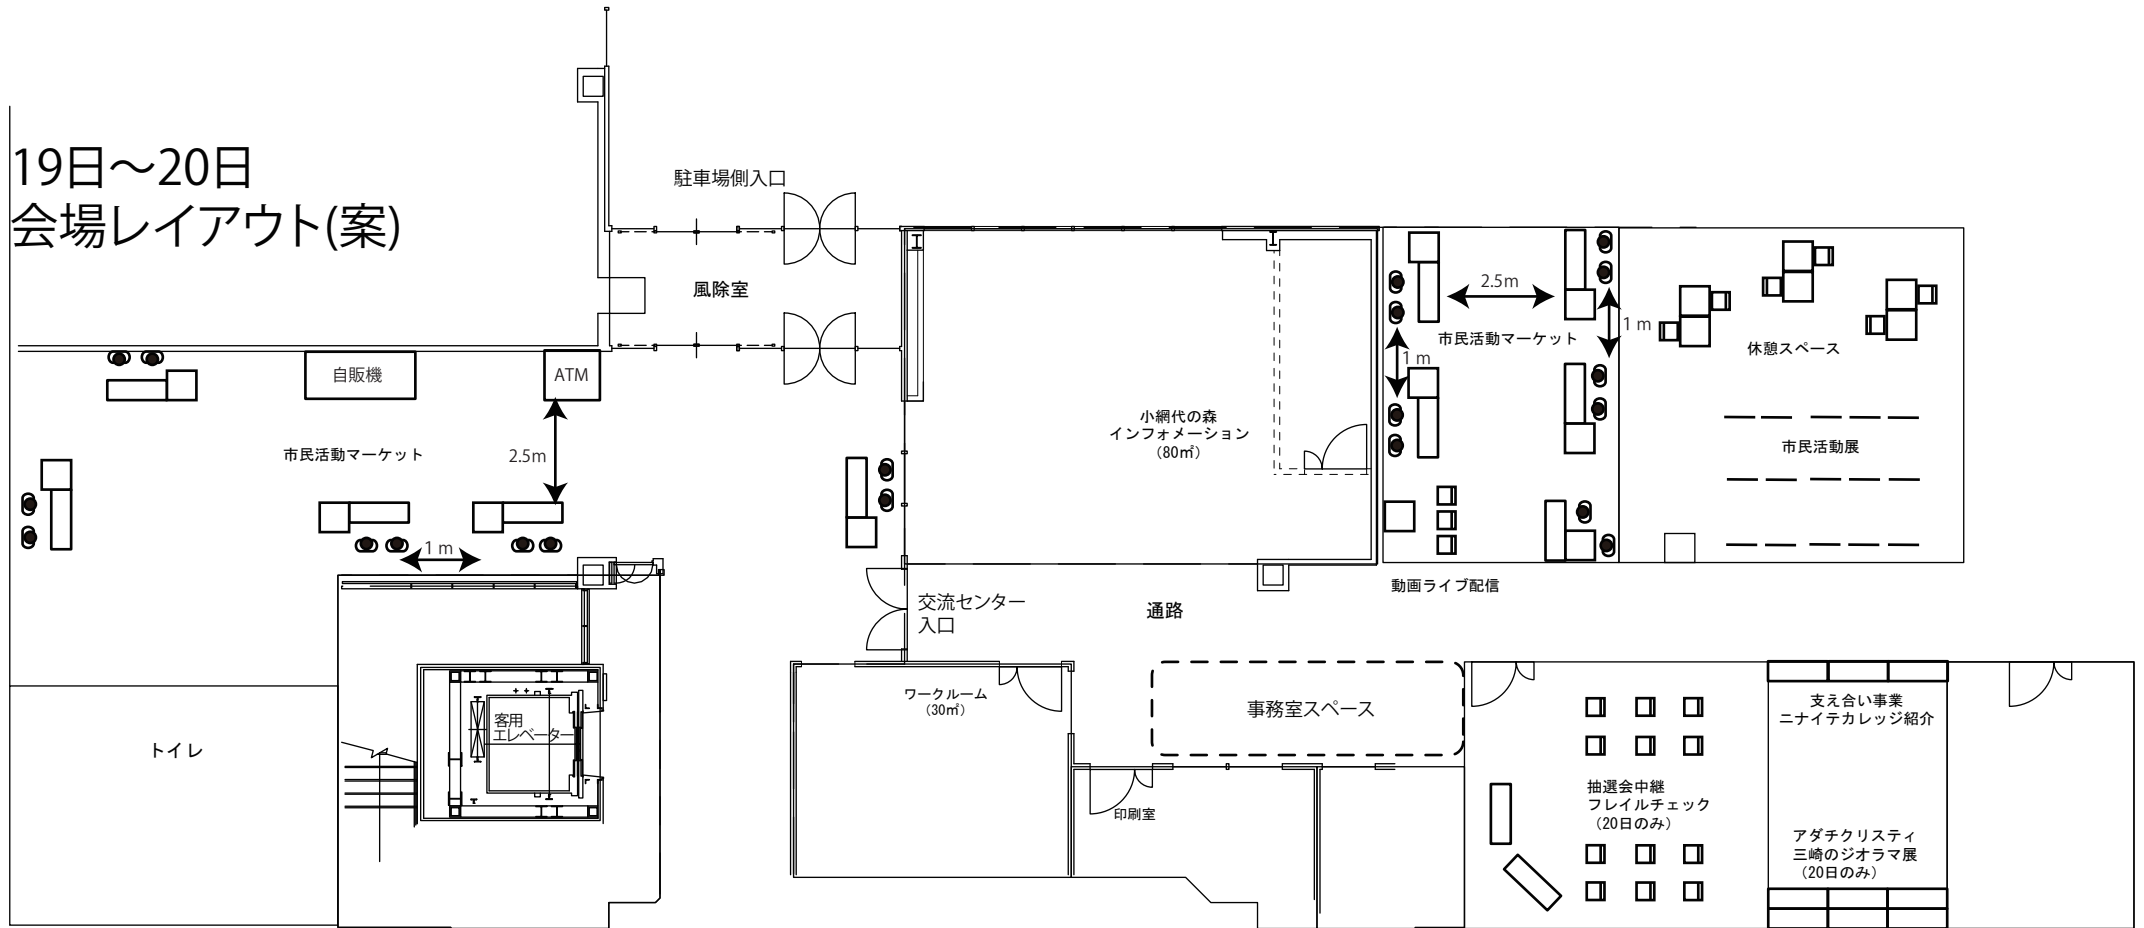 19日～20日
会場レイアウト(案)
駐車場側入口
風除室
自販機
ATM
市民活動マーケット
2.5m
1 m
小網代の森
インフォメーション
(80㎡)
2.5m
市民活動マーケット
1 m
1 m
休憩スペース
市民活動展
動画ライブ配信
交流センター
入口
通路
トイレ
客用
エレベーター
ワークルーム
(30㎡)
事務室スペース
印刷室
抽選会中継
フレイルチェック
(20日のみ)
支え合い事業
ニナイテカレッジ紹介
アダチクリスティ
三崎のジオラマ展
(20日のみ)